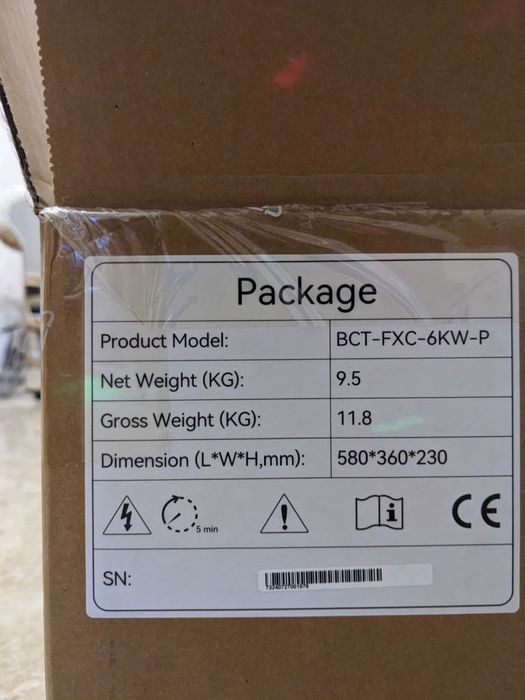 Package
Product Model: BCT-FXC-6KW-P
Net Weight (KG): 9.5
Gross Weight (KG): 11.8
Dimension (L*W*H,mm): 580*360*230
5 min
CE
SN: